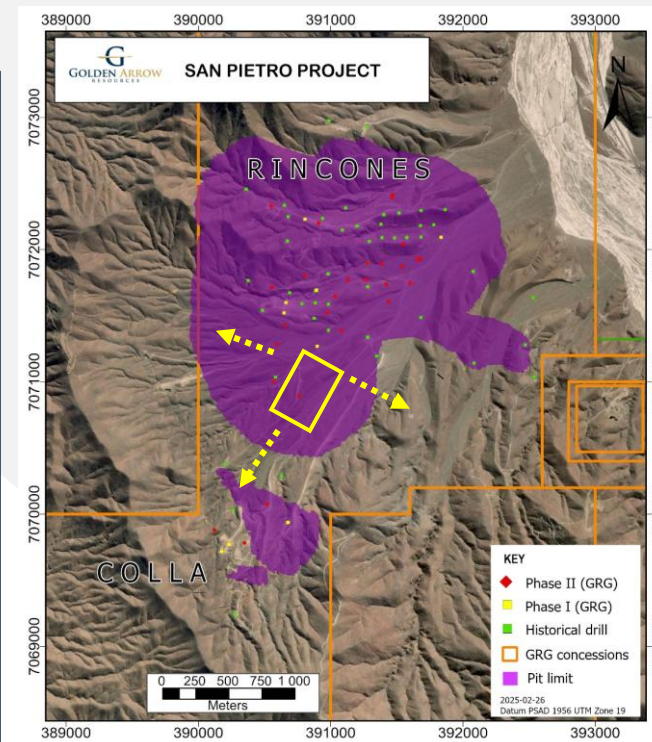 389000 390000 391000 392000 393000
GOLDEN ARROW
RESOURCES
SAN PIETRO PROJECT
N
7073000
7072000
7071000
7070000
7069000
RINCONES
COLLA
0 250 500 750 1 000
Meters
KEY
Phase II (GRG)
Phase I (GRG)
Historical drill
GRG concessions
Pit limit
2025-02-26
Datum PSAD 1956 UTM Zone 19
389000 390000 391000 392000 393000